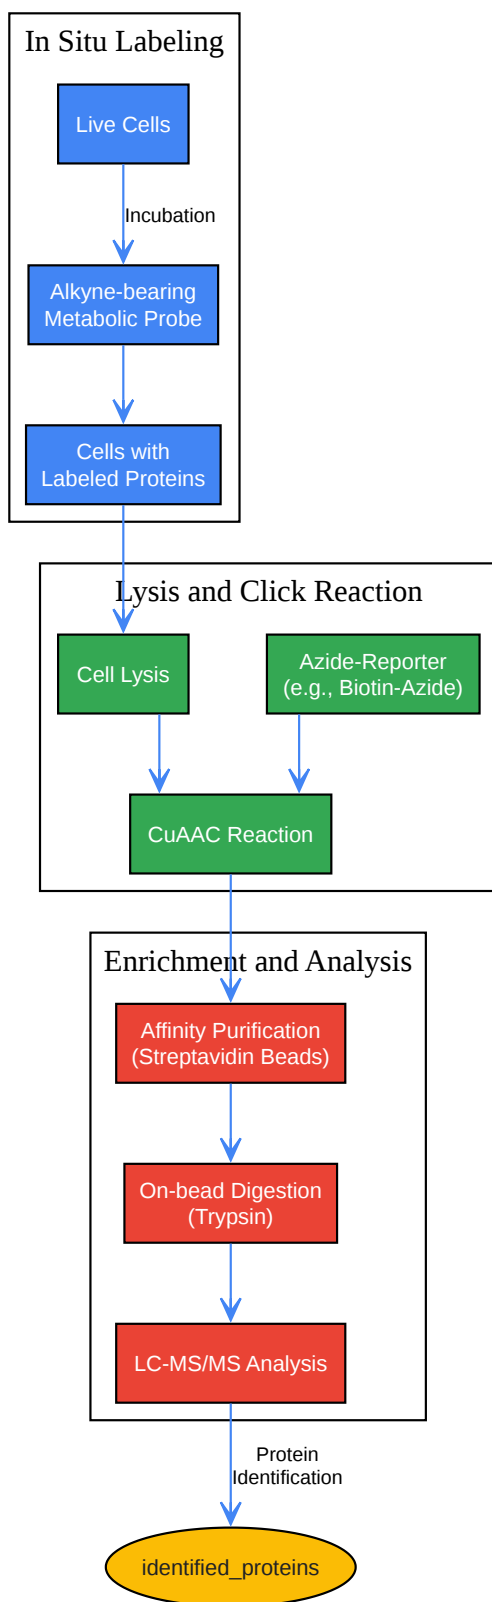 In Situ Labeling
Live Cells
Incubation
Alkyne-bearing
Metabolic Probe
Cells with
Labeled Proteins
Lysis and Click Reaction
Cell Lysis
Azide-Reporter
(e.g., Biotin-Azide)
CuAAC Reaction
Enrichment and Analysis
Affinity Purification
(Streptavidin Beads)
On-bead Digestion
(Trypsin)
LC-MS/MS Analysis
Protein
Identification
identified_proteins